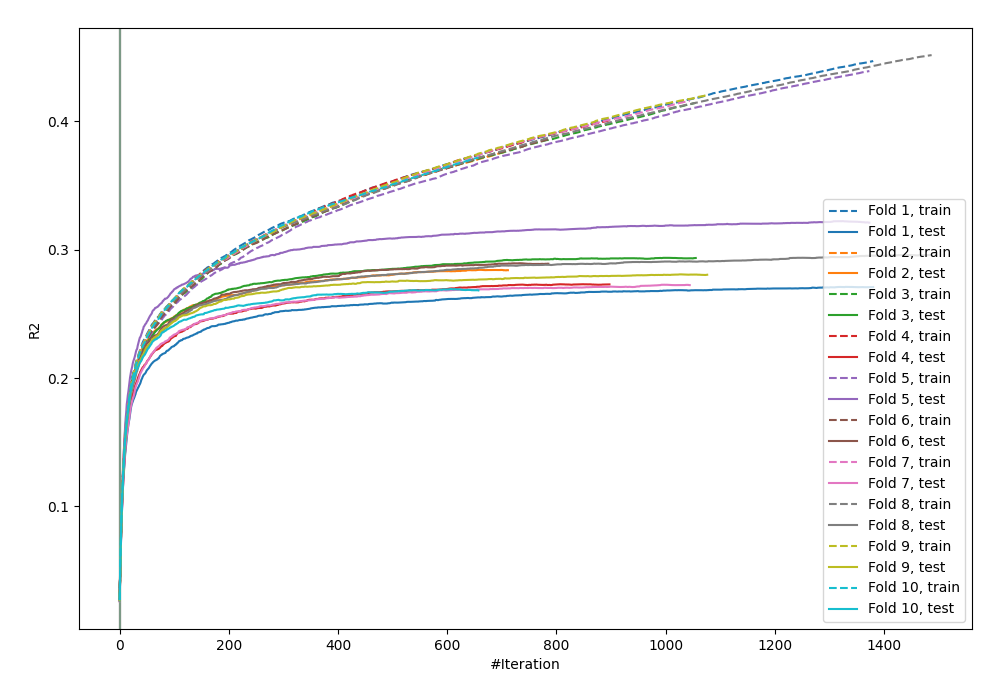 0.4
0.3
0.2
0.1
R2
0
200
400
600
800
1000
1200
1400
#Iteration
Fold 1, train
Fold 1, test
Fold 2, train
Fold 2, test
Fold 3, train
Fold 3, test
Fold 4, train
Fold 4, test
Fold 5, train
Fold 5, test
Fold 6, train
Fold 6, test
Fold 7, train
Fold 7, test
Fold 8, train
Fold 8, test
Fold 9, train
Fold 9, test
Fold 10, train
Fold 10, test